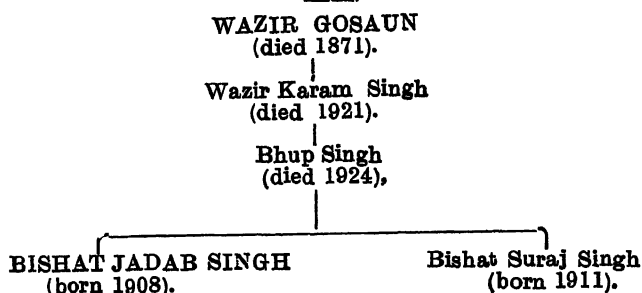 WAZIR GOSAUN
(died 1871).
Wazir Karam Singh
(died 1921).
Bhup Singh
(died 1924),
BISHAT JADAB SINGH
(born 1908).
Bishat Suraj Singh
(born 1911).